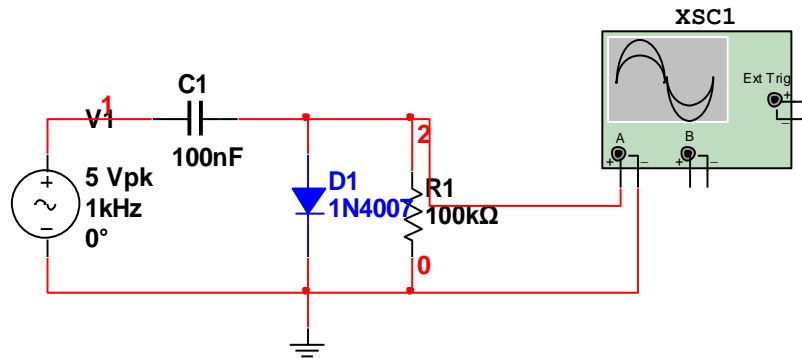 XSC1
Ext Trig
+
−
A
B
+
−
+
−
C1
100nF
V1
1
5 Vpk
1kHz
0°
+
−
D1
1N4007
2
R1
100kΩ
0